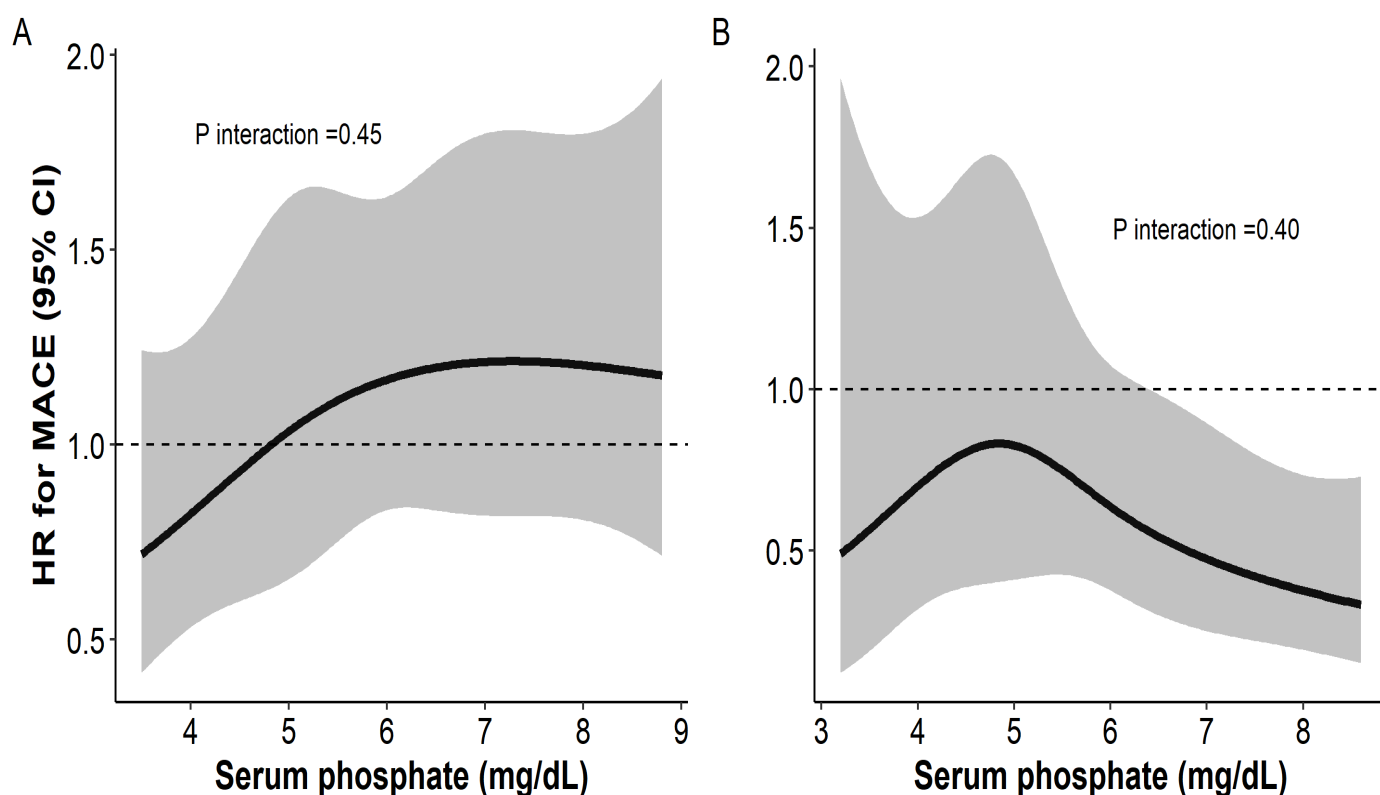 A
HR for MACE (95% CI)
2.0
1.5
1.0
0.5
P interaction =0.45
4 5 6 7 8 9
Serum phosphate (mg/dL)
B
2.0
1.5
1.0
0.5
P interaction =0.40
3 4 5 6 7 8
Serum phosphate (mg/dL)